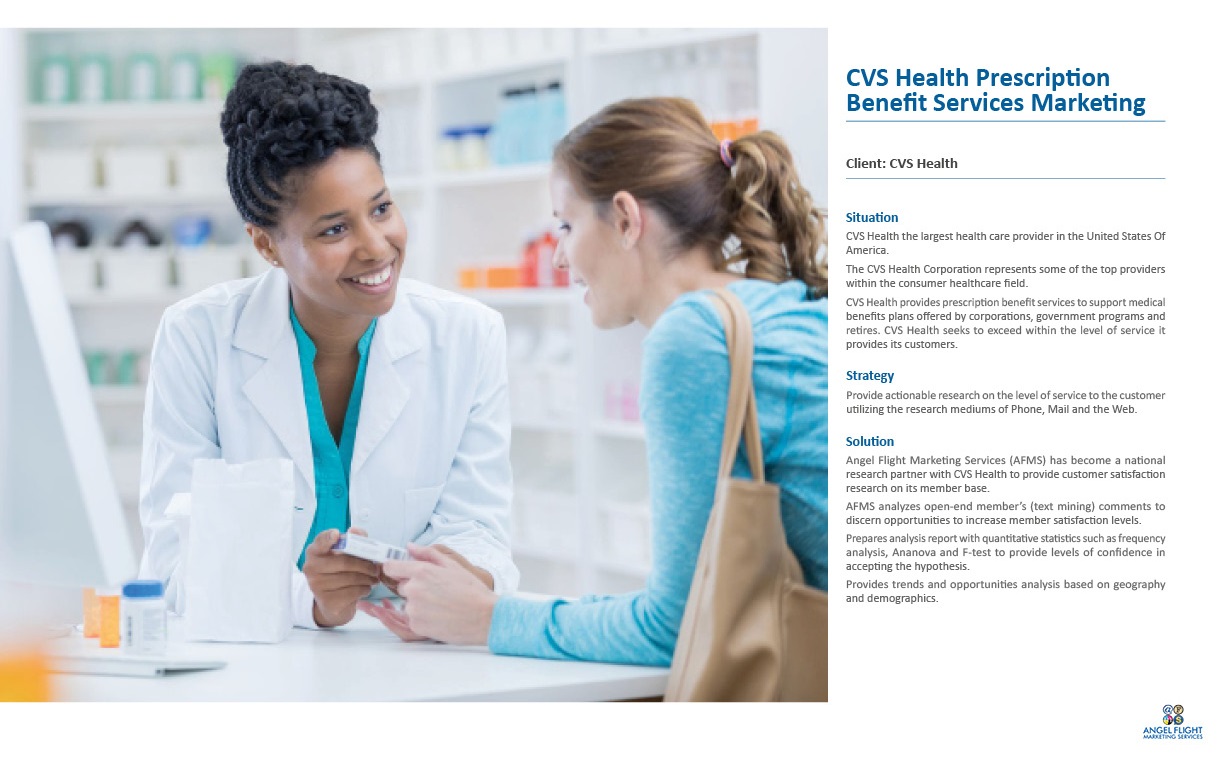 CVS Health Prescription
Benefit Services Marketing
Client: CVS Health
Situation
CVS Health the largest health care provider in the United States Of
America.
The CVS Health Corporation represents some of the top providers
within the consumer healthcare field.
CVS Health provides prescription benefit services to support medical
benefits plans offered by corporations, government programs and
retires. CVS Health seeks to exceed within the level of service it
provides its customers.
Strategy
Provide actionable research on the level of service to the customer
utilizing the research mediums of Phone, Mail and the Web.
Solution
Angel Flight Marketing Services (AFMS) has become a national
research partner with CVS Health to provide customer satisfaction
research on its member base.
AFMS analyzes open-end member’s (text mining) comments to
discern opportunities to increase member satisfaction levels.
Prepares analysis report with quantitative statistics such as frequency
analysis, Ananova and F-test to provide levels of confidence in
accepting the hypothesis.
Provides trends and opportunities analysis based on geography
and demographics.
ANGEL FLIGHT
MARKETING SERVICES